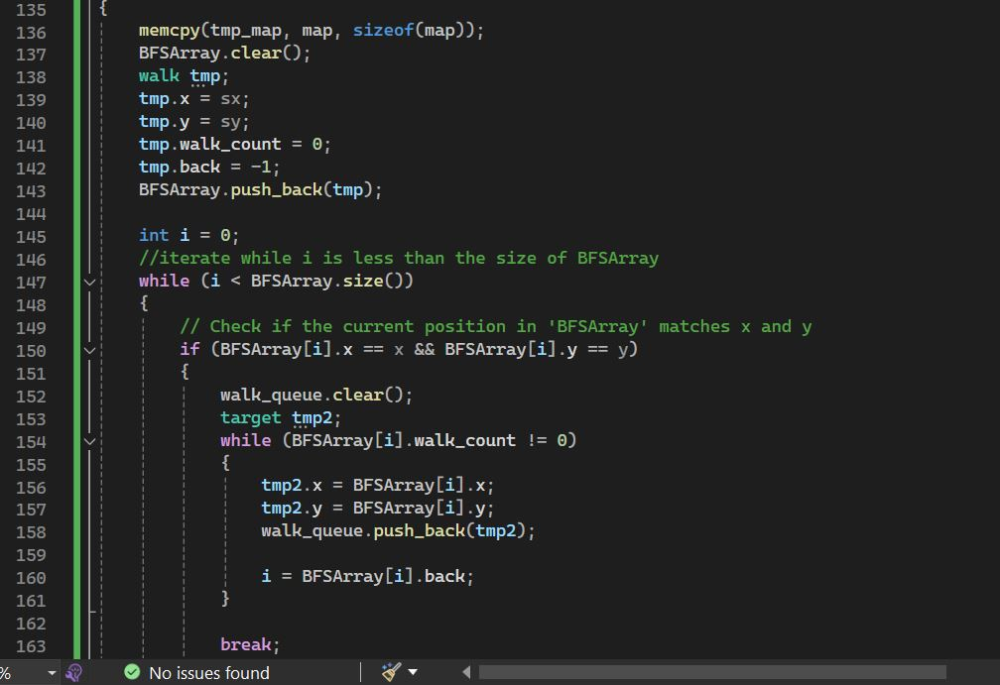 135 {
136 memcpy(tmp_map, map, sizeof(map));
137 BFSArray.clear();
138 walk tmp;
139 tmp.x = sx;
140 tmp.y = sy;
141 tmp.walk_count = 0;
142 tmp.back = -1;
143 BFSArray.push_back(tmp);
144
145 int i = 0;
146 //iterate while i is less than the size of BFSArray
147 while (i < BFSArray.size())
148 {
149 // Check if the current position in 'BFSArray' matches x and y
150 if (BFSArray[i].x == x && BFSArray[i].y == y)
151 {
152 walk_queue.clear();
153 target tmp2;
154 while (BFSArray[i].walk_count != 0)
155 {
156 tmp2.x = BFSArray[i].x;
157 tmp2.y = BFSArray[i].y;
158 walk_queue.push_back(tmp2);
159
160 i = BFSArray[i].back;
161 }
162
163 break;
% No issues found